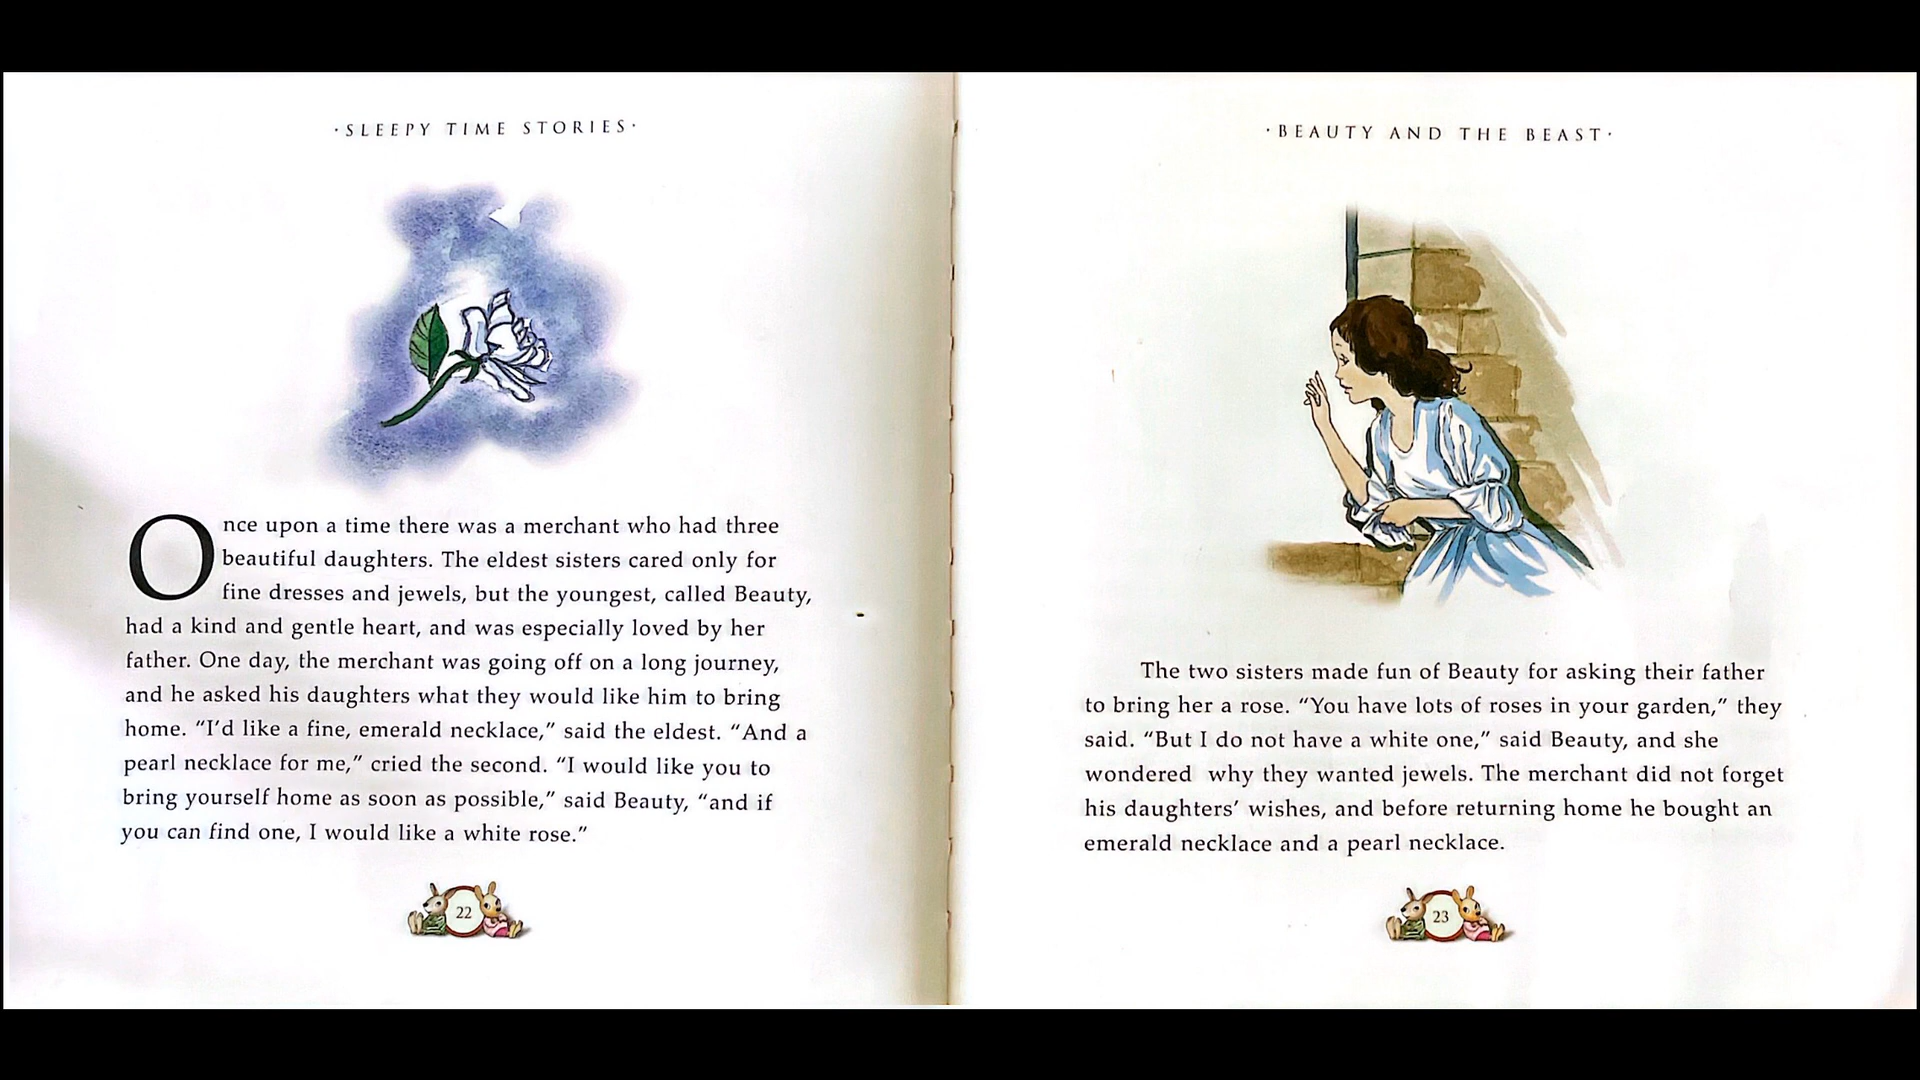 ·SLEEPY TIME STORIES·
Once upon a time there was a merchant who had three
beautiful daughters. The eldest sisters cared only for
fine dresses and jewels, but the youngest, called Beauty,
had a kind and gentle heart, and was especially loved by her
father. One day, the merchant was going off on a long journey,
and he asked his daughters what they would like him to bring
home. “I’d like a fine, emerald necklace,” said the eldest. “And a
pearl necklace for me,” cried the second. “I would like you to
bring yourself home as soon as possible,” said Beauty, “and if
you can find one, I would like a white rose.”
22
·BEAUTY AND THE BEAST·
The two sisters made fun of Beauty for asking their father
to bring her a rose. “You have lots of roses in your garden,” they
said. “But I do not have a white one,” said Beauty, and she
wondered why they wanted jewels. The merchant did not forget
his daughters’ wishes, and before returning home he bought an
emerald necklace and a pearl necklace.
23